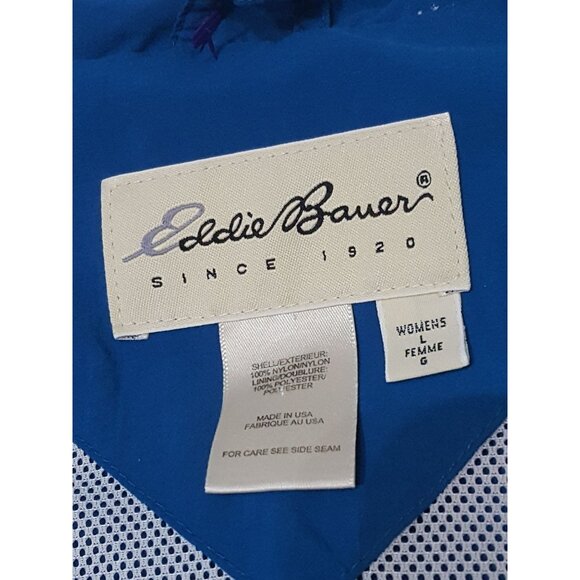 Eddie Bauer®
SINCE 1920
WOMENS
L
FEMME
G
SHELL/EXTERIEUR:
100% NYLON/NYLON
LINING/DOUBLURE:
100% POLYESTER/
POLYESTER
MADE IN USA
FABRIQUE AU USA
FOR CARE SEE SIDE SEAM